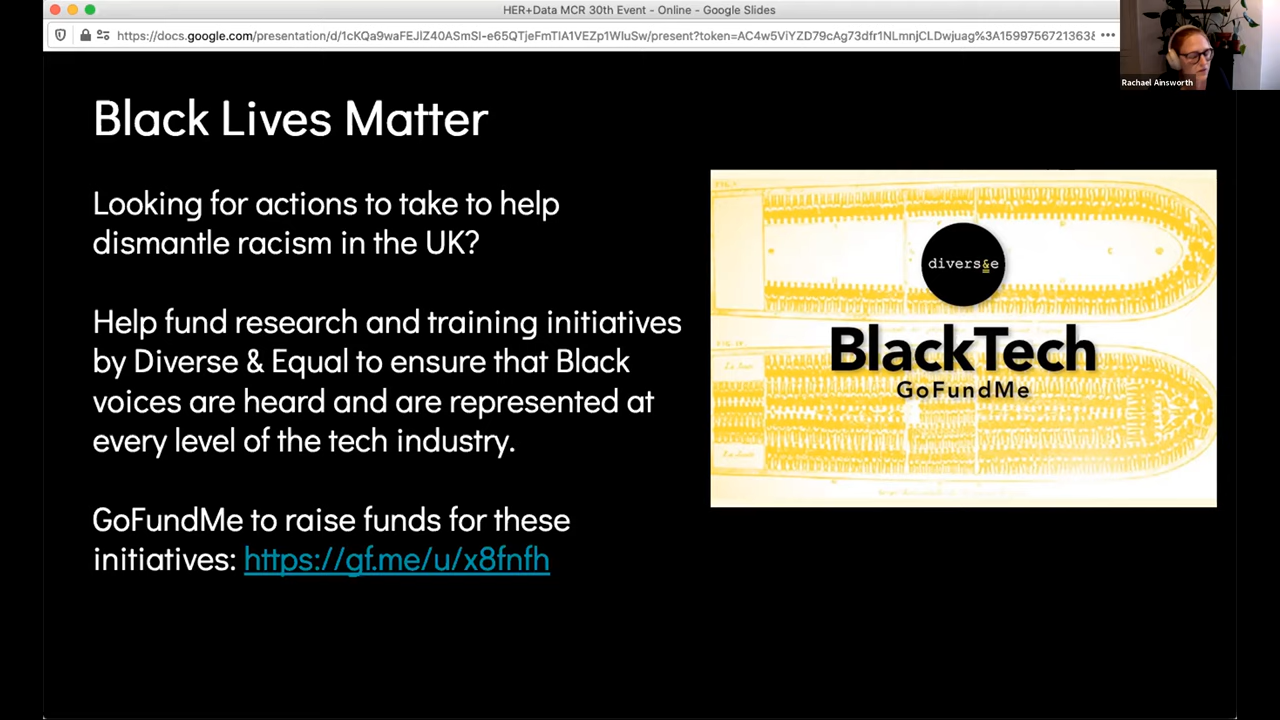 HER+Data MCR 30th Event - Online - Google Slides
https://docs.google.com/presentation/d/1cKQa9waFEJIZ40ASmSI-e65QTjeFmTIA1VEZp1WIuSw/present?token=AC4w5ViYZD79cAg73dfr1NLmnjCLDwjuag%3A1599756721363&
Rachael Ainsworth
Black Lives Matter
Looking for actions to take to help
dismantle racism in the UK?
Help fund research and training initiatives
by Diverse & Equal to ensure that Black
voices are heard and are represented at
every level of the tech industry.
GoFundMe to raise funds for these
initiatives: https://gf.me/u/x8fnfh
divers&e
BlackTech
GoFundMe